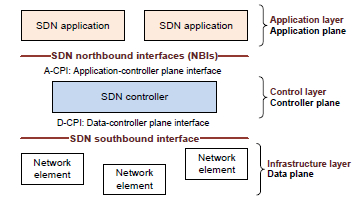 SDN application
SDN application
Application layer
Application plane
SDN northbound interfaces (NBIs)
A-CPI: Application-controller plane interface
SDN controller
Control layer
Controller plane
D-CPI: Data-controller plane interface
SDN southbound interface
Network
element
Network
element
Network
element
Infrastructure layer
Data plane